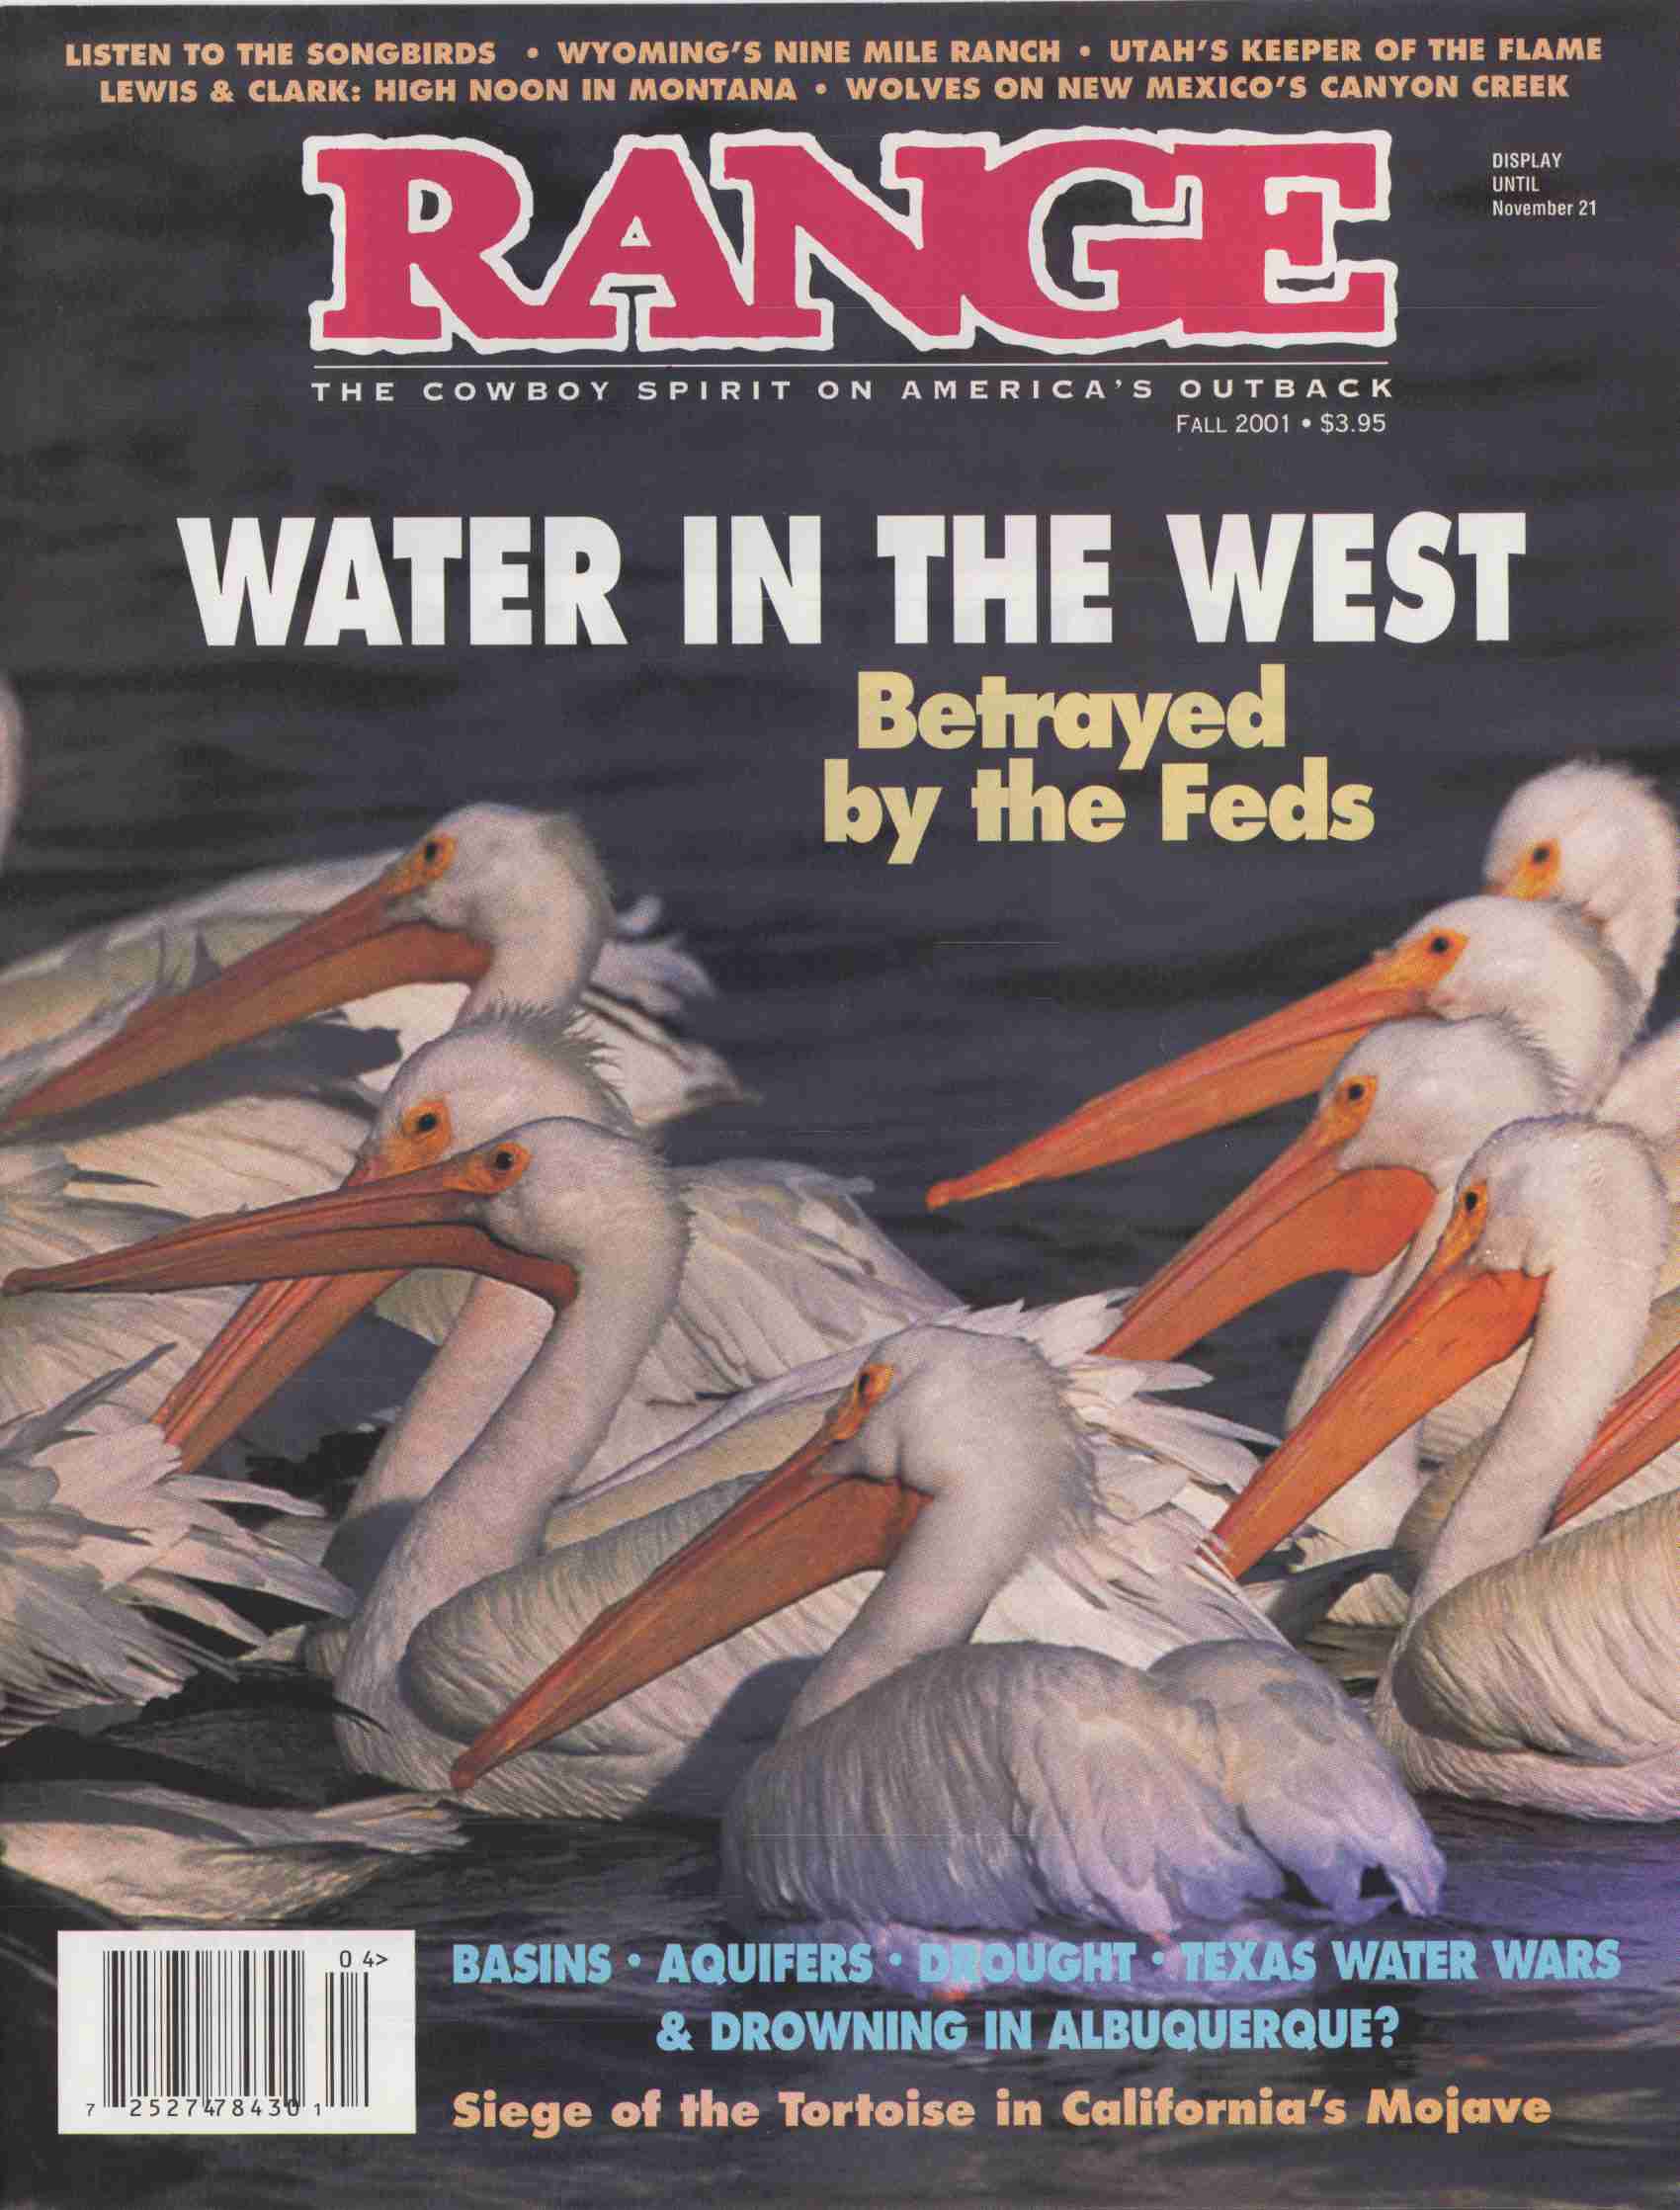 LISTEN TO THE SONGBIRDS • WYOMING'S NINE MILE RANCH • UTAH'S KEEPER OF THE FLAME
LEWIS & CLARK: HIGH NOON IN MONTANA • WOLVES ON NEW MEXICO'S CANYON CREEK
RANGE
DISPLAY
UNTIL
November 21
THE COWBOY SPIRIT ON AMERICA'S OUTBACK
FALL 2001 • $3.95
WATER IN THE WEST
Betrayed
by the Feds
BASINS • AQUIFERS • DROUGHT • TEXAS WATER WARS
& DROWNING IN ALBUQUERQUE?
Siege of the Tortoise in California's Mojave
04>
7 25274 78430 1